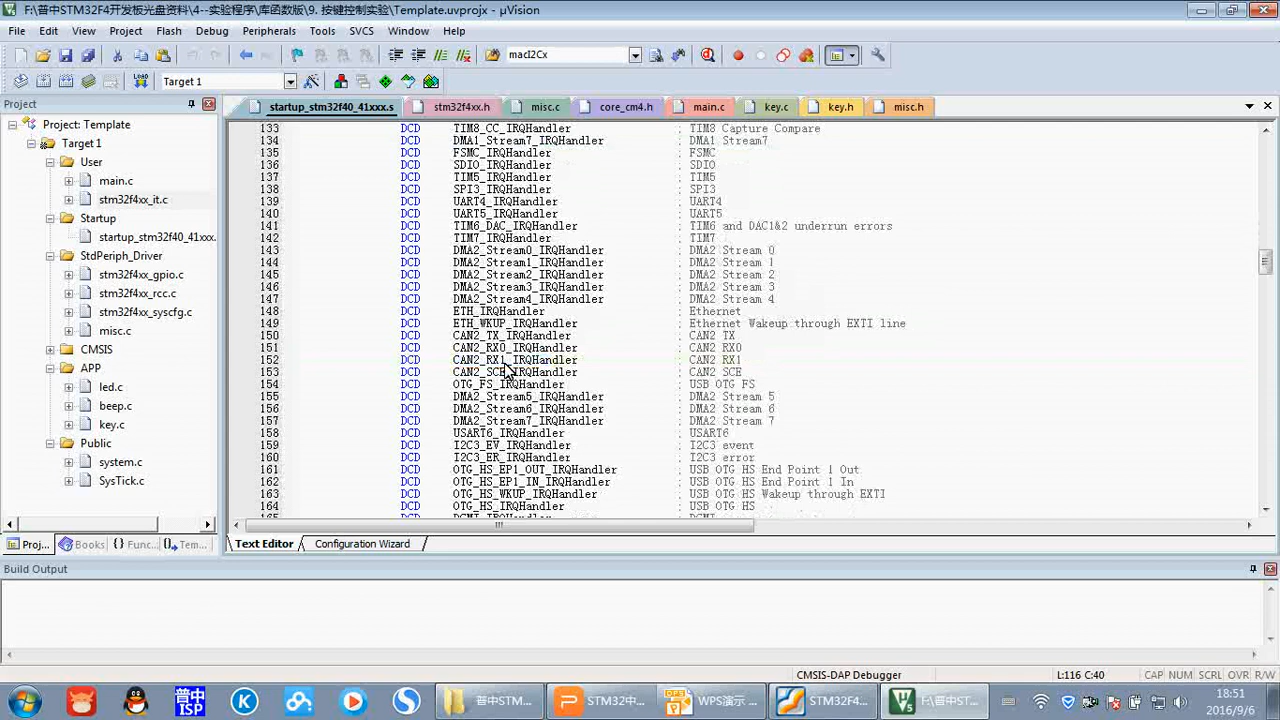 F:\普中STM32F4开发板光盘资料\4--实验程序\库函数版\9. 按键控制实验\Template.uvprojx - µVision
File Edit View Project Flash Debug Peripherals Tools SVCS Window Help
macI2Cx
Target 1
Project
startup_stm32f40_41xxx.s stm32f4xx.h misc.c core_cm4.h main.c key.c key.h misc.h
Project: Template
Target 1
User
main.c
stm32f4xx_it.c
Startup
startup_stm32f40_41xxx.
StdPeriph_Driver
stm32f4xx_gpio.c
stm32f4xx_rcc.c
stm32f4xx_syscfg.c
misc.c
CMSIS
APP
led.c
beep.c
key.c
Public
system.c
SysTick.c
133 DCD TIM8_CC_IRQHandler ; TIM8 Capture Compare
134 DCD DMA1_Stream7_IRQHandler ; DMA1 Stream7
135 DCD FSMC_IRQHandler ; FSMC
136 DCD SDIO_IRQHandler ; SDIO
137 DCD TIM5_IRQHandler ; TIM5
138 DCD SPI3_IRQHandler ; SPI3
139 DCD UART4_IRQHandler ; UART4
140 DCD UART5_IRQHandler ; UART5
141 DCD TIM6_DAC_IRQHandler ; TIM6 and DAC1&2 underrun errors
142 DCD TIM7_IRQHandler ; TIM7
143 DCD DMA2_Stream0_IRQHandler ; DMA2 Stream 0
144 DCD DMA2_Stream1_IRQHandler ; DMA2 Stream 1
145 DCD DMA2_Stream2_IRQHandler ; DMA2 Stream 2
146 DCD DMA2_Stream3_IRQHandler ; DMA2 Stream 3
147 DCD DMA2_Stream4_IRQHandler ; DMA2 Stream 4
148 DCD ETH_IRQHandler ; Ethernet
149 DCD ETH_WKUP_IRQHandler ; Ethernet Wakeup through EXTI line
150 DCD CAN2_TX_IRQHandler ; CAN2 TX
151 DCD CAN2_RX0_IRQHandler ; CAN2 RX0
152 DCD CAN2_RX1_IRQHandler ; CAN2 RX1
153 DCD CAN2_SCE_IRQHandler ; CAN2 SCE
154 DCD OTG_FS_IRQHandler ; USB OTG FS
155 DCD DMA2_Stream5_IRQHandler ; DMA2 Stream 5
156 DCD DMA2_Stream6_IRQHandler ; DMA2 Stream 6
157 DCD DMA2_Stream7_IRQHandler ; DMA2 Stream 7
158 DCD USART6_IRQHandler ; USART6
159 DCD I2C3_EV_IRQHandler ; I2C3 event
160 DCD I2C3_ER_IRQHandler ; I2C3 error
161 DCD OTG_HS_EP1_OUT_IRQHandler ; USB OTG HS End Point 1 Out
162 DCD OTG_HS_EP1_IN_IRQHandler ; USB OTG HS End Point 1 In
163 DCD OTG_HS_WKUP_IRQHandler ; USB OTG HS Wakeup through EXTI
164 DCD OTG_HS_IRQHandler ; USB OTG HS
165 DCD DCMI_IRQHandler ; DCMI
Proj... Books Func... Tem...
Text Editor Configuration Wizard
Build Output
CMSIS-DAP Debugger L:116 C:40 CAP NUM SCRL OVR R/W
普中ISP 普中STM... STM32中... WPS演示 ... STM32F4... F:\普中ST...
18:51
2016/9/6